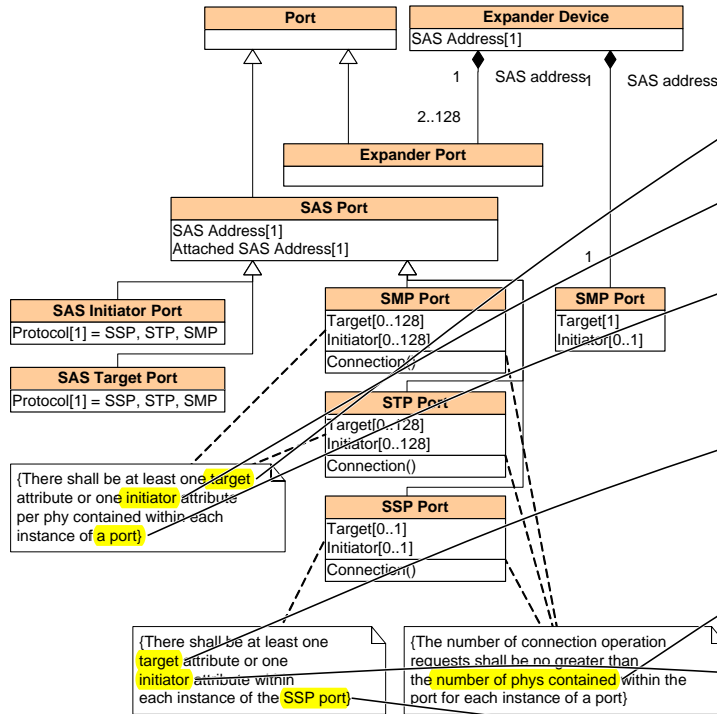 Port
Expander Device
SAS Address[1]
1
SAS address
1
SAS address
2..128
Expander Port
SAS Port
SAS Address[1]
Attached SAS Address[1]
1
SAS Initiator Port
Protocol[1] = SSP, STP, SMP
SMP Port
Target[0..128]
Initiator[0..128]
Connection()
SMP Port
Target[1]
Initiator[0..1]
SAS Target Port
Protocol[1] = SSP, STP, SMP
STP Port
Target[0..128]
Initiator[0..128]
Connection()
{There shall be at least one target
attribute or one initiator attribute
per phy contained within each
instance of a port}
SSP Port
Target[0..1]
Initiator[0..1]
Connection()
{There shall be at least one
target attribute or one
initiator attribute within
each instance of the SSP port}
{The number of connection operation
requests shall be no greater than
the number of phys contained within the
port for each instance of a port}